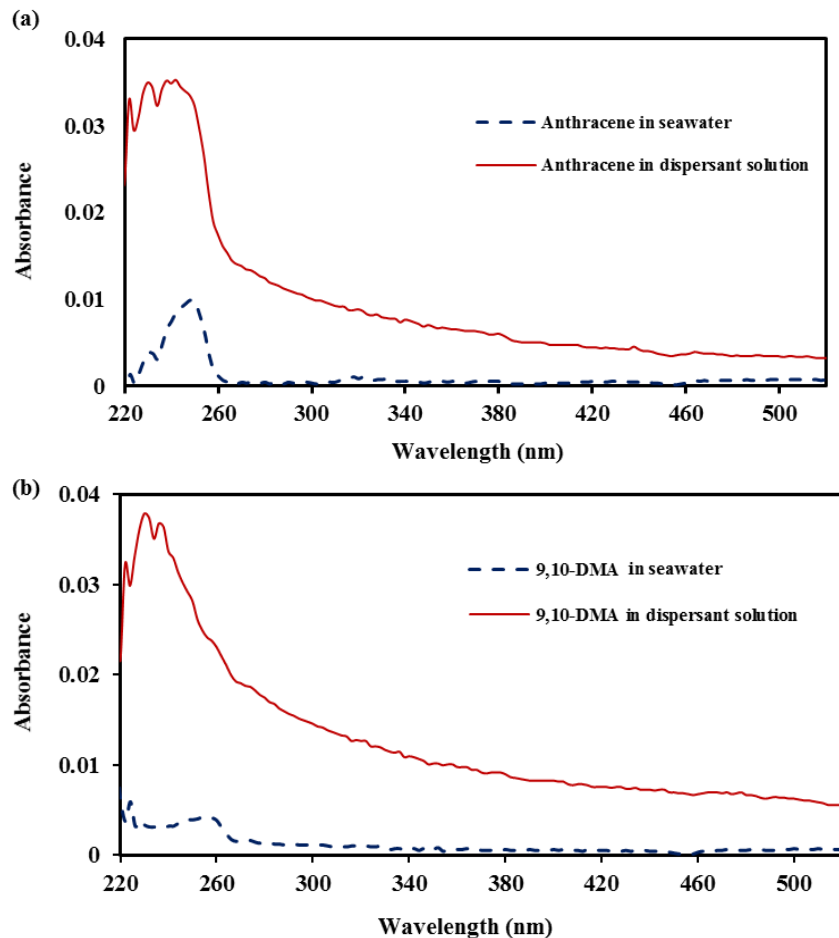 (a)
0.04
0.03
0.02
0.01
0
Absorbance
Anthracene in seawater
Anthracene in dispersant solution
220 260 300 340 380 420 460 500
Wavelength (nm)
(b)
0.04
0.03
0.02
0.01
0
Absorbance
9,10-DMA in seawater
9,10-DMA in dispersant solution
220 260 300 340 380 420 460 500
Wavelength (nm)